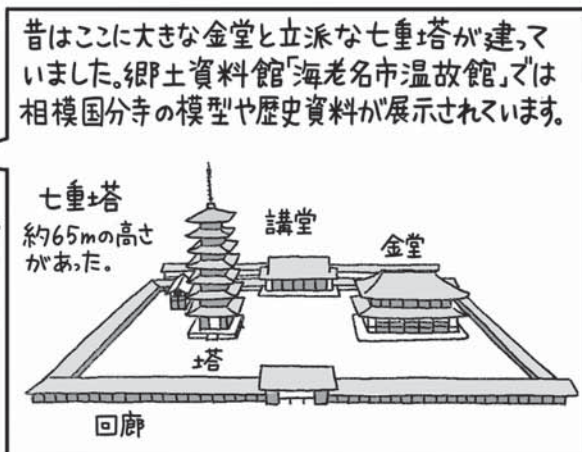 昔はここに大きな金堂と立派な七重塔が建って
いました。郷土資料館「海老名市温故館」では
相模国分寺の模型や歴史資料が展示されています。
七重塔
約65mの高さ
があった。
講堂
金堂
塔
回廊